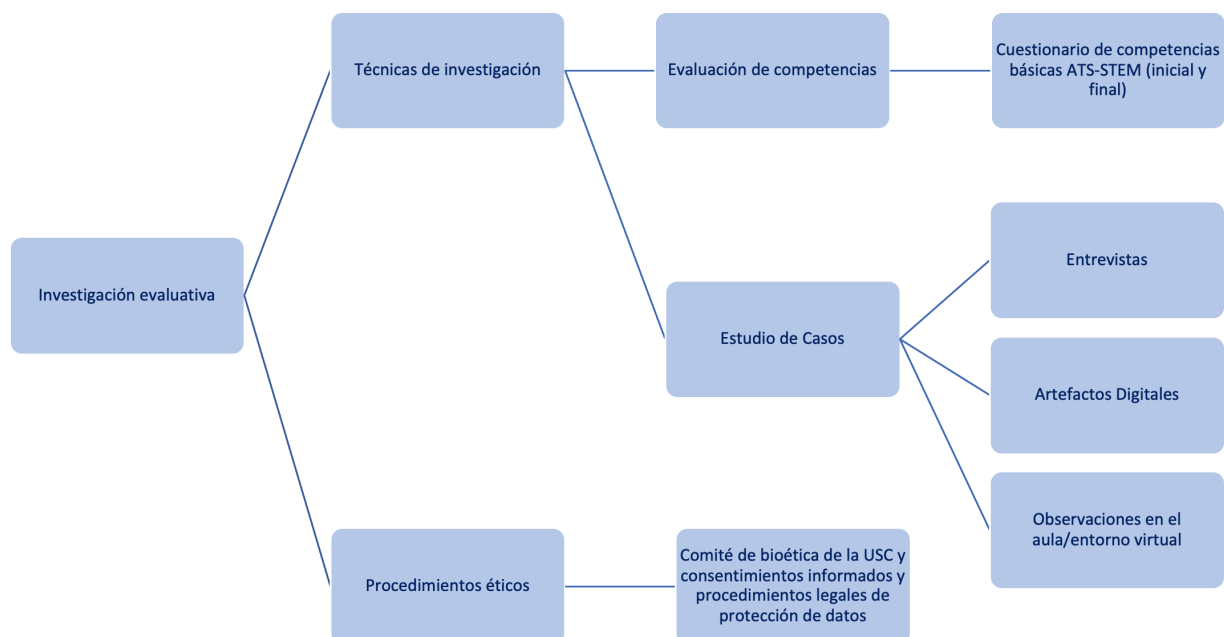 Técnicas de investigación
Evaluación de competencias
Cuestionario de competencias
básicas ATS-STEM (inicial y
final)
Entrevistas
Investigación evaluativa
Estudio de Casos
Artefactos Digitales
Observaciones en el
aula/entorno virtual
Procedimientos éticos
Comité de bioética de la USC y
consentimientos informados y
procedimientos legales de
protección de datos